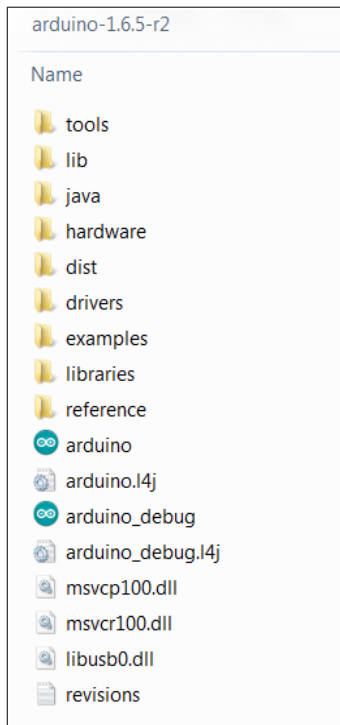 arduino-1.6.5-r2
Name
tools
lib
java
hardware
dist
drivers
examples
libraries
reference
arduino
arduino.l4j
arduino_debug
arduino_debug.l4j
msvcp100.dll
msvcr100.dll
libusb0.dll
revisions